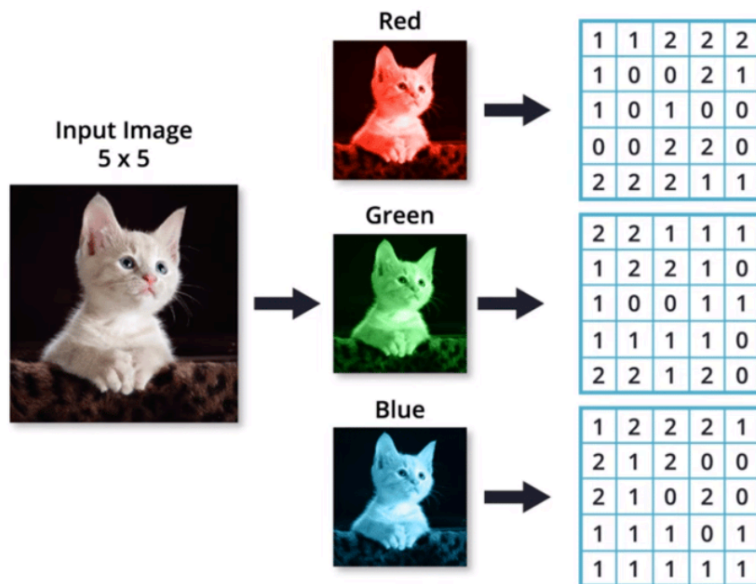 Input Image
5 x 5
Red
1 1 2 2 2
1 0 0 2 1
1 0 1 0 0
0 0 2 2 0
2 2 2 1 1
Green
2 2 1 1 1
1 2 2 1 0
1 0 0 1 1
1 1 1 1 0
2 2 1 2 0
Blue
1 2 2 2 1
2 1 2 0 0
2 1 0 2 0
1 1 1 0 1
1 1 1 1 1